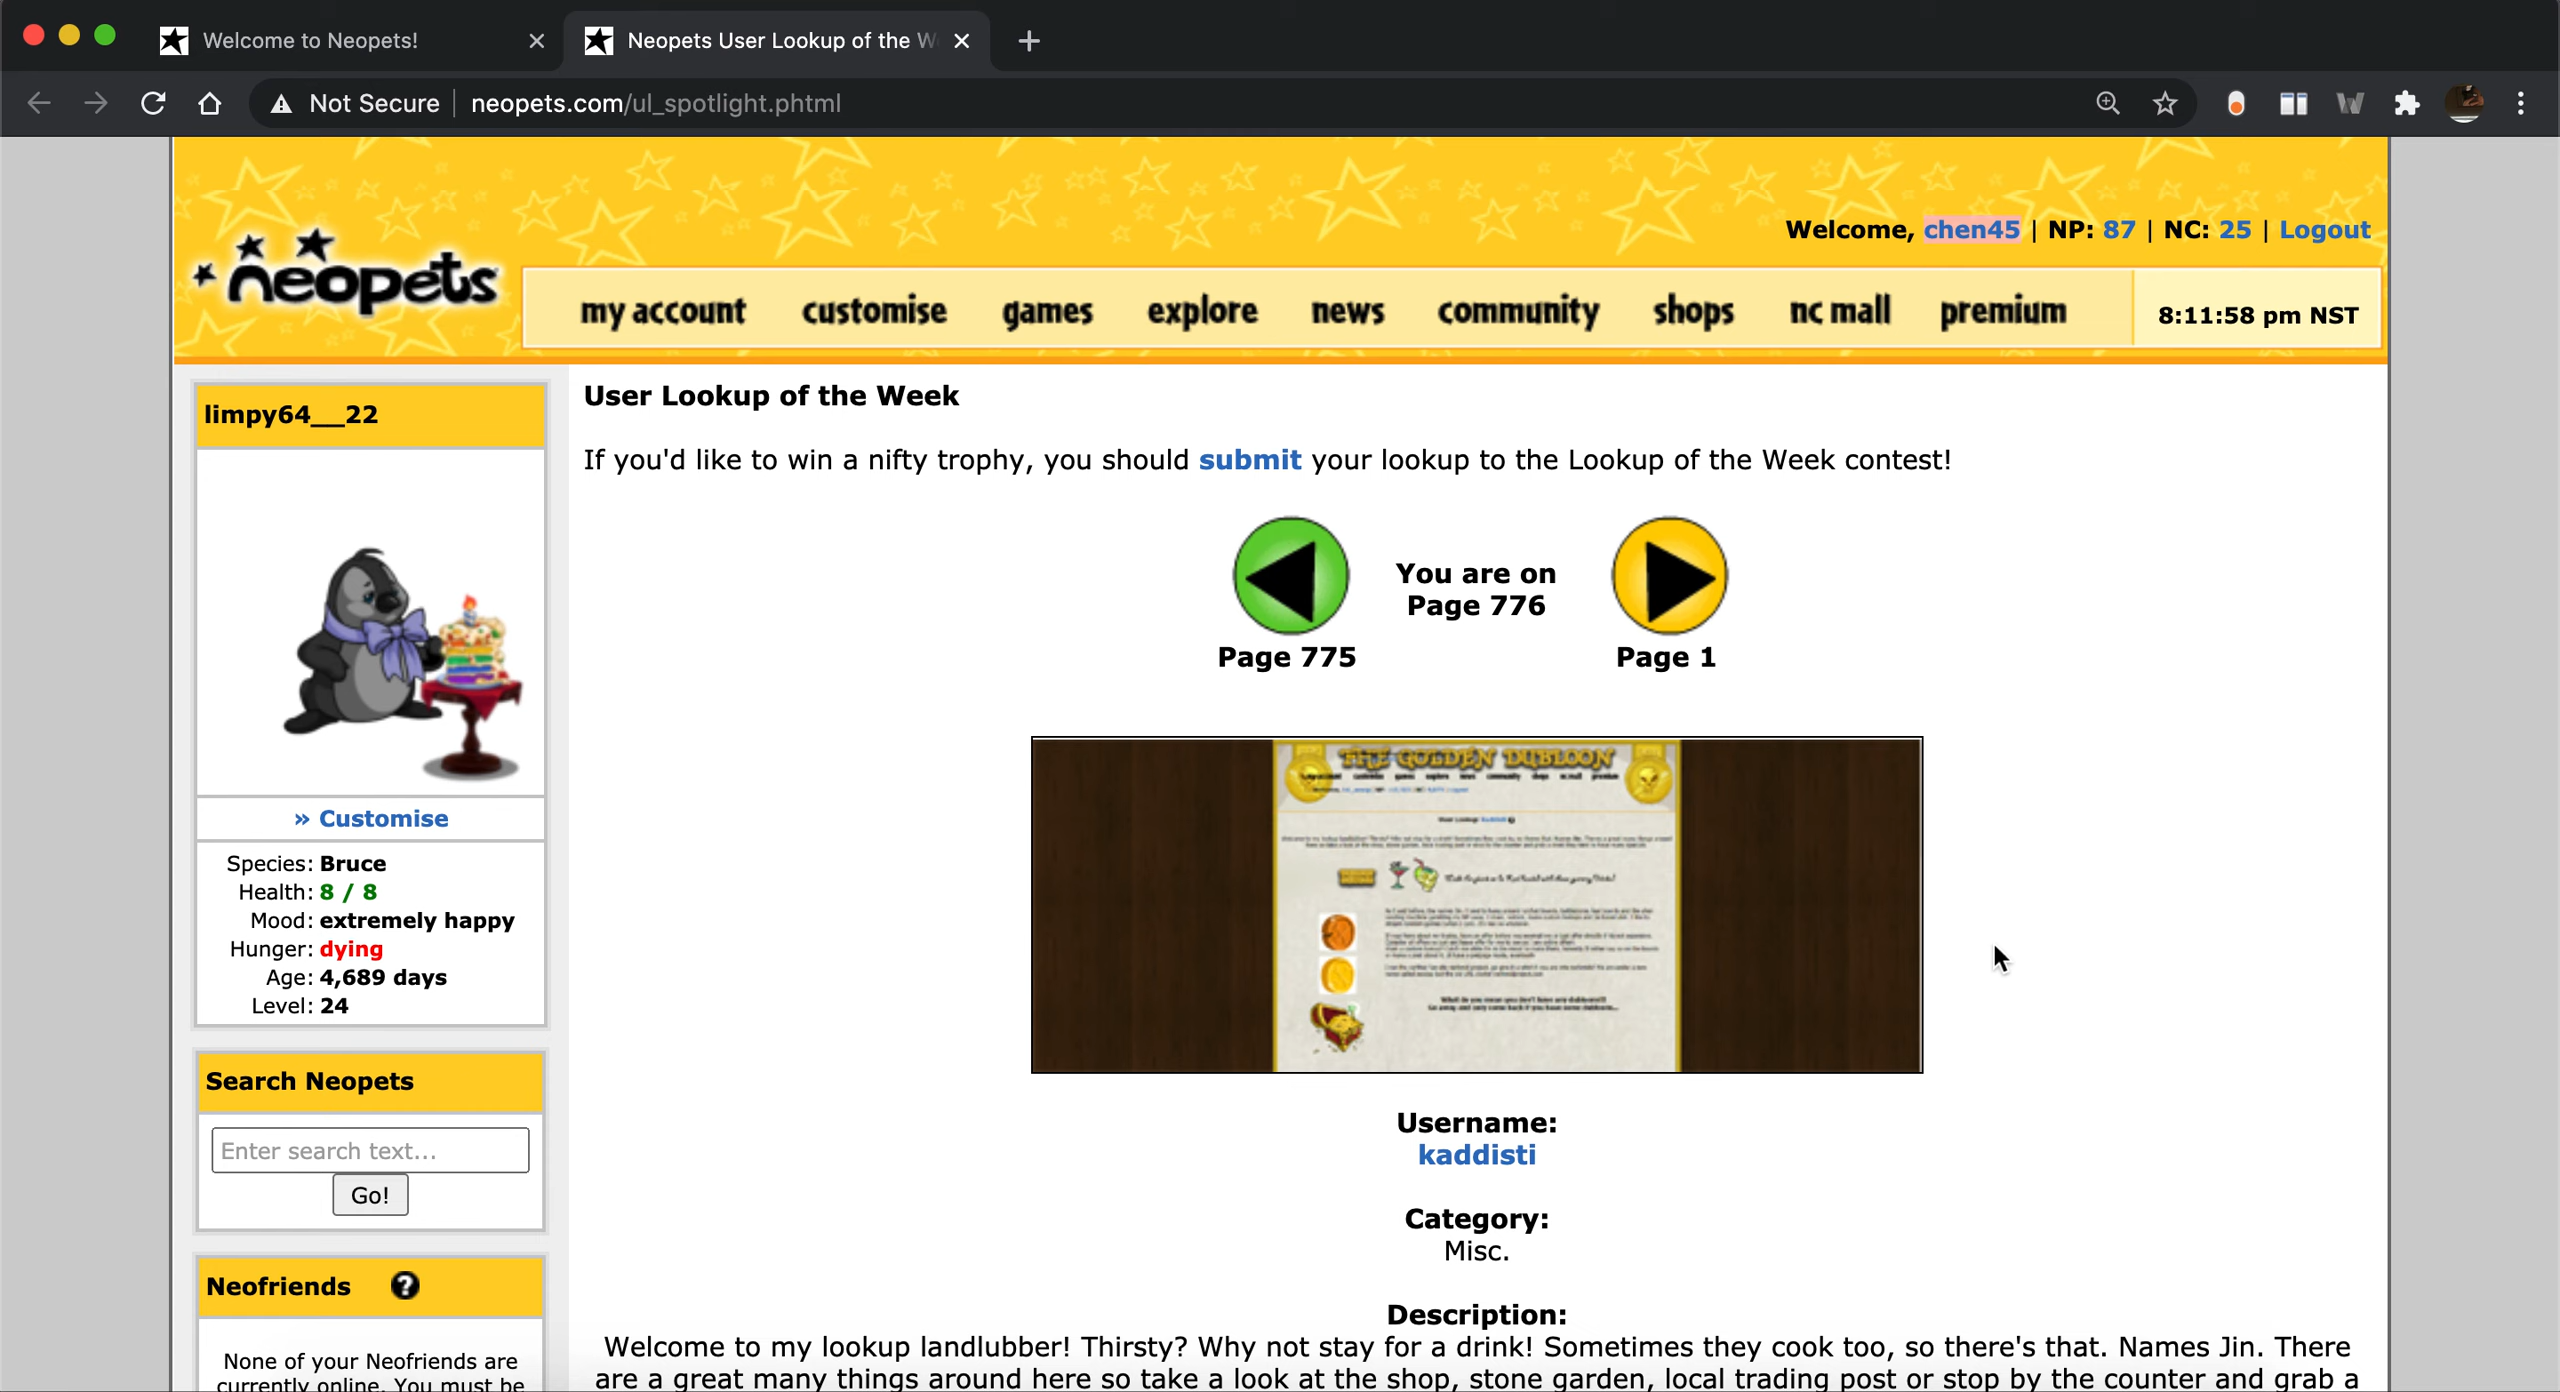 Welcome to Neopets!
Neopets User Lookup of the W
Not Secure
neopets.com/ul_spotlight.phtml
neopets
Welcome, chen45 | NP: 87 | NC: 25 | Logout
my account customise games explore news community shops nc mall premium 8:11:58 pm NST
limpy64__22
» Customise
Species: Bruce
Health: 8 / 8
Mood: extremely happy
Hunger: dying
Age: 4,689 days
Level: 24
Search Neopets
Enter search text...
Go!
Neofriends ?
None of your Neofriends are
currently online. You must be
User Lookup of the Week
If you'd like to win a nifty trophy, you should submit your lookup to the Lookup of the Week contest!
You are on
Page 776
Page 775
Page 1
THE GOLDEN DUBLOON
Username:
kaddisti
Category:
Misc.
Description:
Welcome to my lookup landlubber! Thirsty? Why not stay for a drink! Sometimes they cook too, so there's that. Names Jin. There
are a great many things around here so take a look at the shop, stone garden, local trading post or stop by the counter and grab a